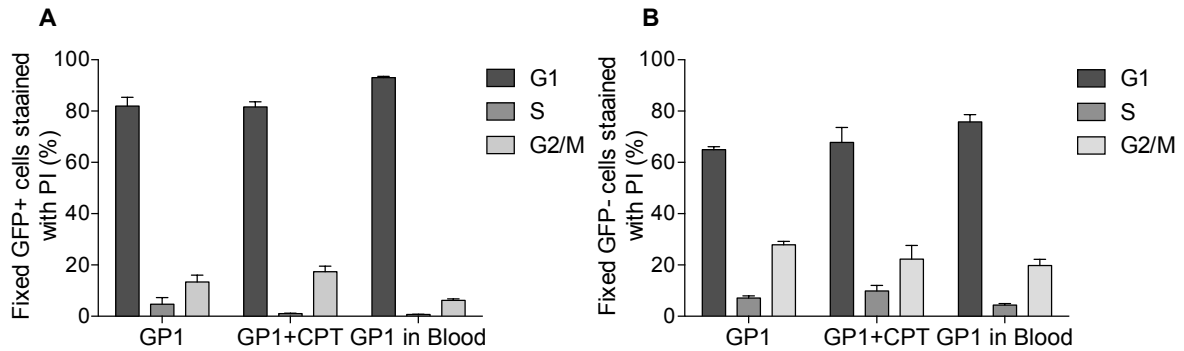 A
Fixed GFP+ cells staained
with PI (%)
100
80
60
40
20
0
GP1
GP1+CPT
GP1 in Blood
G1
S
G2/M
B
Fixed GFP- cells staained
with PI (%)
100
80
60
40
20
0
GP1
GP1+CPT
GP1 in Blood
G1
S
G2/M